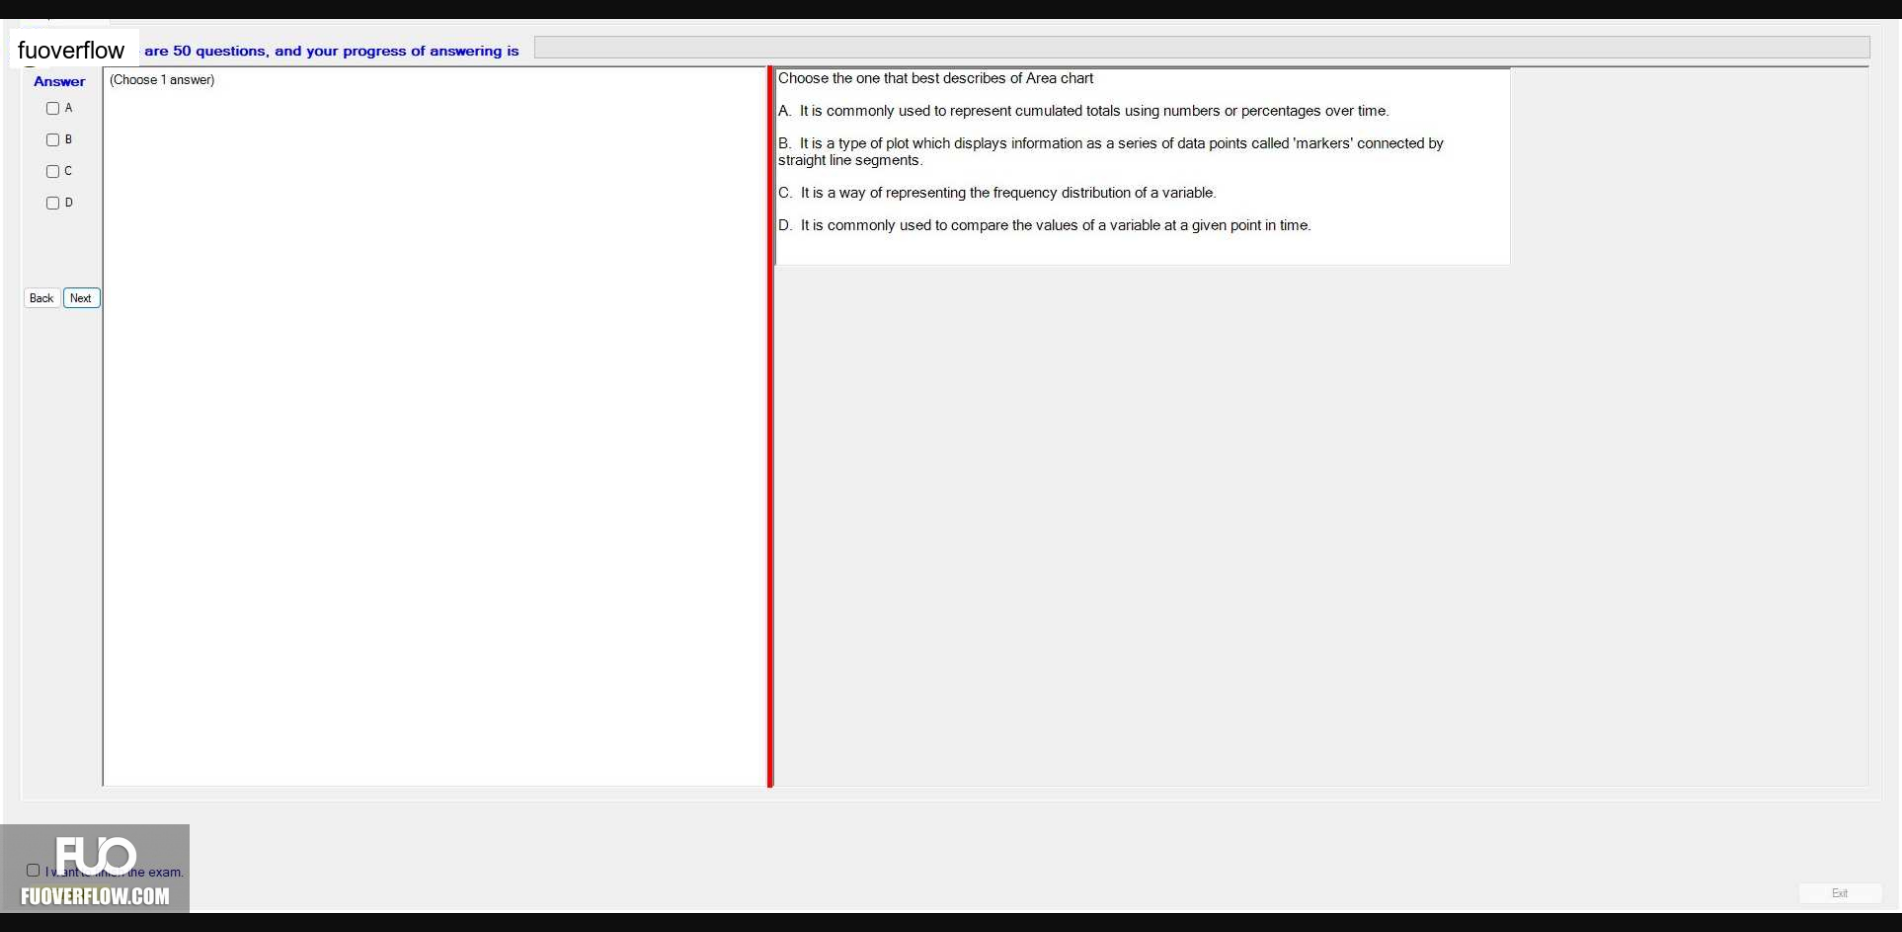 fuoverflow are 50 questions, and your progress of answering is
Answer
(Choose 1 answer)
A
B
C
D
Back Next
Choose the one that best describes of Area chart
A. It is commonly used to represent cumulated totals using numbers or percentages over time.
B. It is a type of plot which displays information as a series of data points called 'markers' connected by
straight line segments.
C. It is a way of representing the frequency distribution of a variable.
D. It is commonly used to compare the values of a variable at a given point in time.
FUO
I want to finish the exam.
FUOVERFLOW.COM
Exit